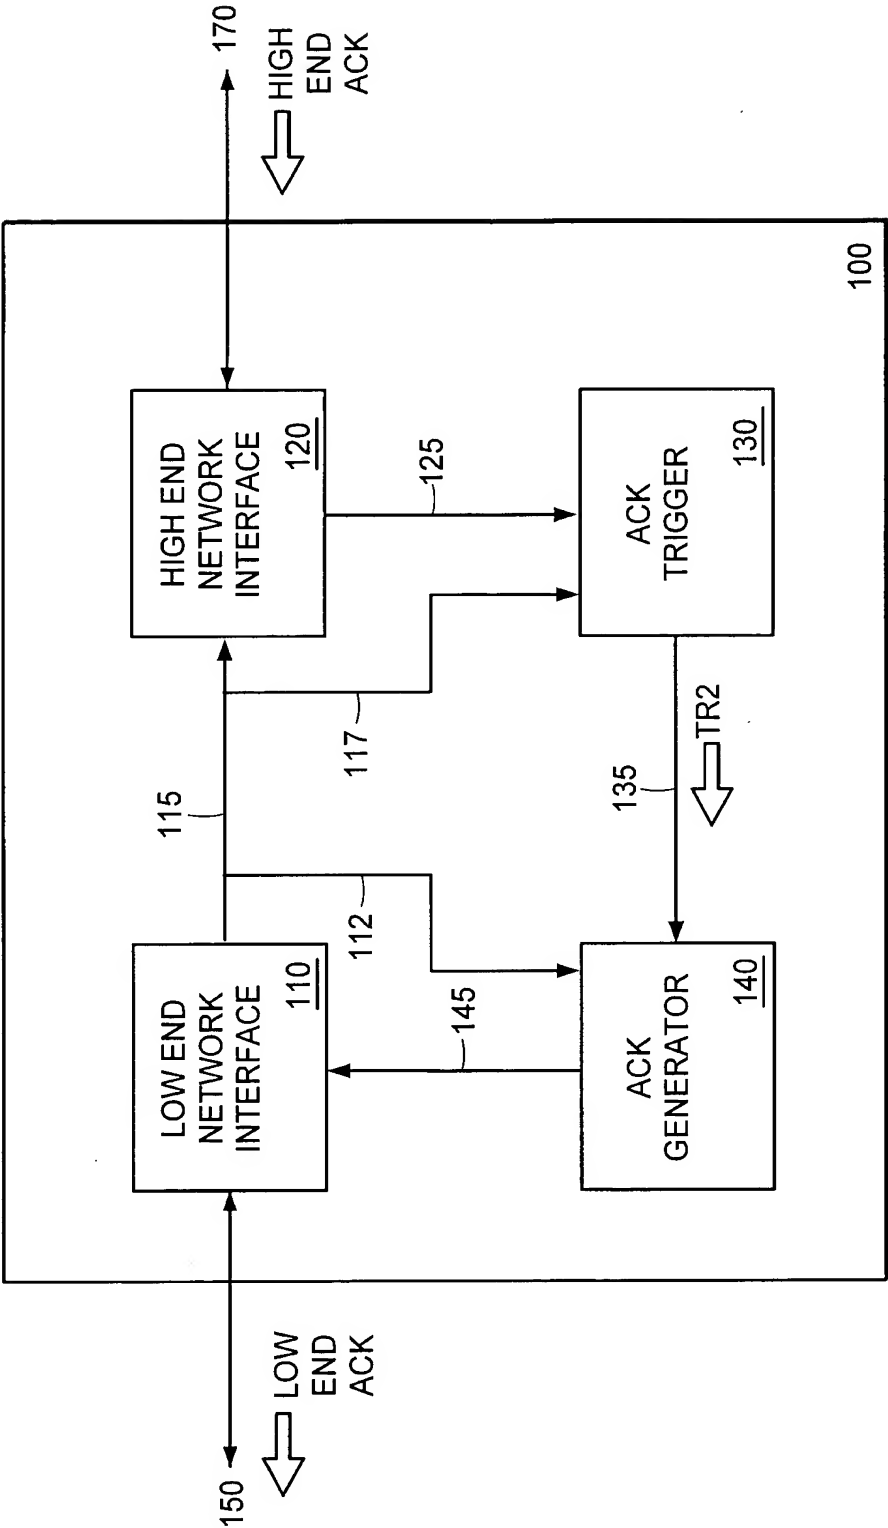 150
LOW
END
ACK
LOW END
NETWORK
INTERFACE
110
115
112
117
145
HIGH END
NETWORK
INTERFACE
120
125
170
HIGH
END
ACK
ACK
GENERATOR
140
135
TR2
ACK
TRIGGER
130
100